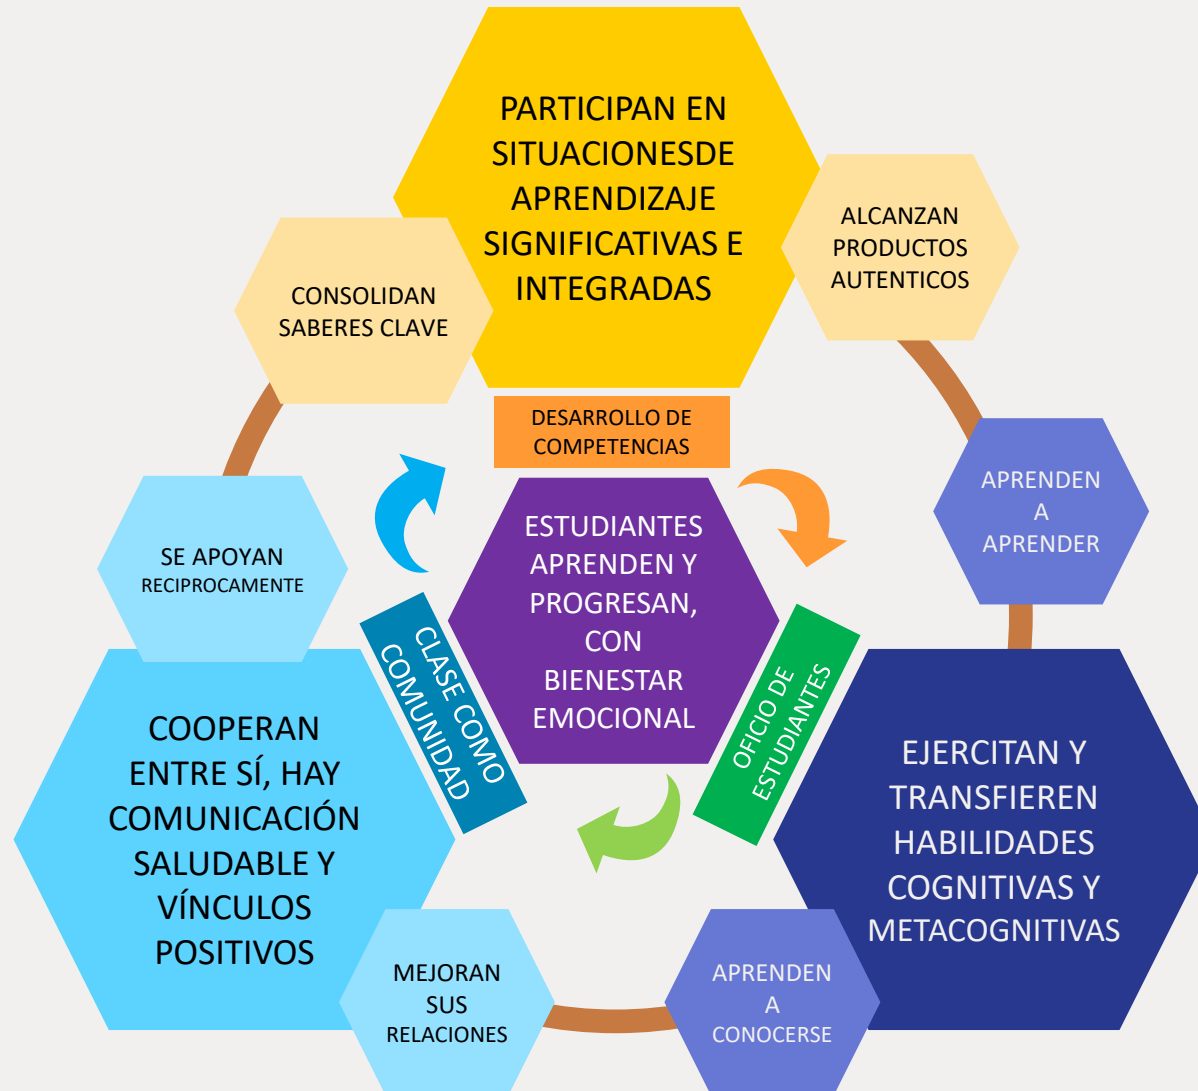 PARTICIPAN EN
SITUACIONESDE
APRENDIZAJE
SIGNIFICATIVAS E
INTEGRADAS
ALCANZAN
PRODUCTOS
AUTENTICOS
CONSOLIDAN
SABERES CLAVE
DESARROLLO DE
COMPETENCIAS
APRENDEN
A
APRENDER
SE APOYAN
RECIPROCAMENTE
ESTUDIANTES
APRENDEN Y
PROGRESAN,
CON
BIENESTAR
EMOCIONAL
CLASE COMO
COMUNIDAD
OFICIO DE
ESTUDIANTES
COOPERAN
ENTRE SÍ, HAY
COMUNICACIÓN
SALUDABLE Y
VÍNCULOS
POSITIVOS
EJERCITAN Y
TRANSFIEREN
HABILIDADES
COGNITIVAS Y
METACOGNITIVAS
MEJORAN
SUS
RELACIONES
APRENDEN
A
CONOCERSE